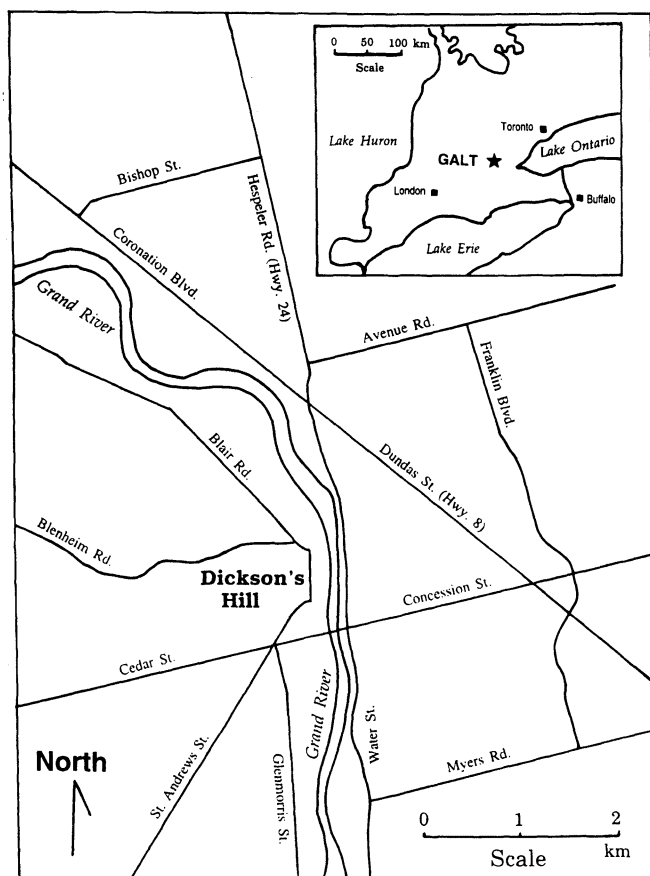 0 50 100 km
Scale
Toronto
Lake Huron
Lake Ontario
GALT
London
Buffalo
Lake Erie
Bishop St.
Hespeler Rd. (Hwy. 24)
Coronation Blvd.
Grand River
Avenue Rd.
Franklin Blvd.
Blair Rd.
Dundas St. (Hwy. 8)
Blenheim Rd.
Dickson's
Hill
Concession St.
Cedar St.
Grand River
Water St.
St. Andrews St.
Glenmorris St.
Myers Rd.
North
0 1 2
km
Scale